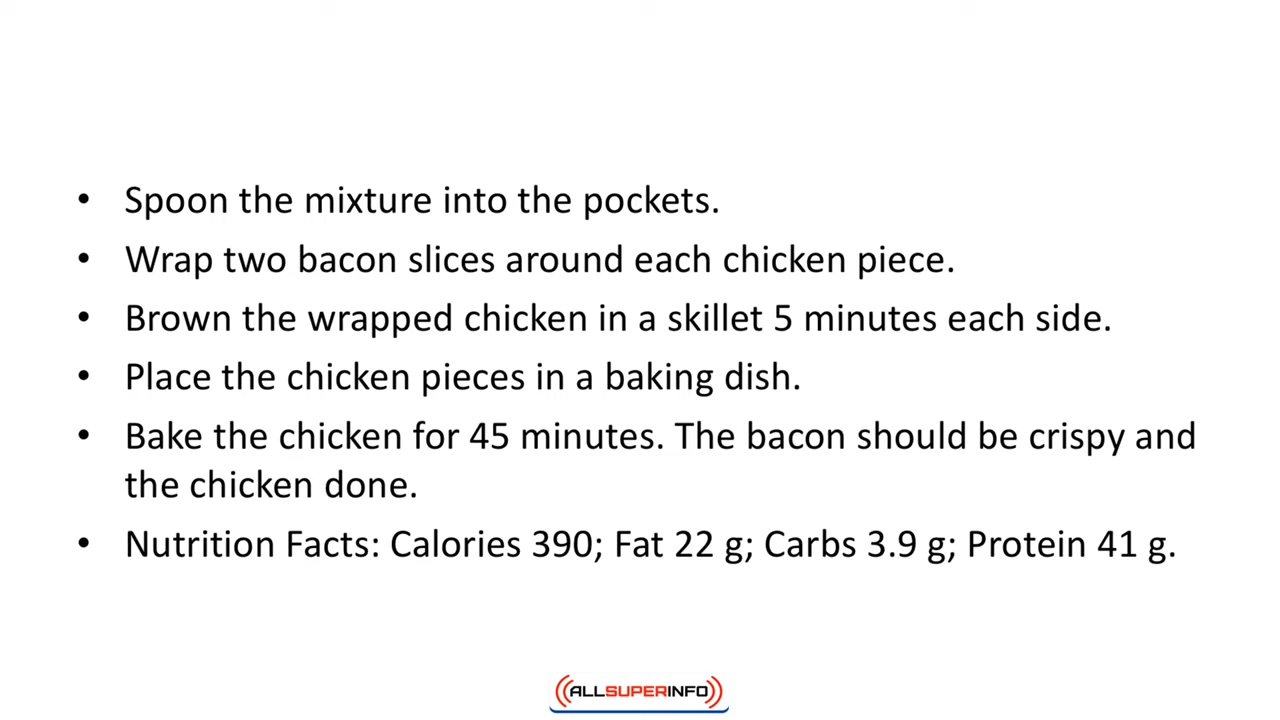 • Spoon the mixture into the pockets.
• Wrap two bacon slices around each chicken piece.
• Brown the wrapped chicken in a skillet 5 minutes each side.
• Place the chicken pieces in a baking dish.
• Bake the chicken for 45 minutes. The bacon should be crispy and
the chicken done.
• Nutrition Facts: Calories 390; Fat 22 g; Carbs 3.9 g; Protein 41 g.
ALLSUPERINFO